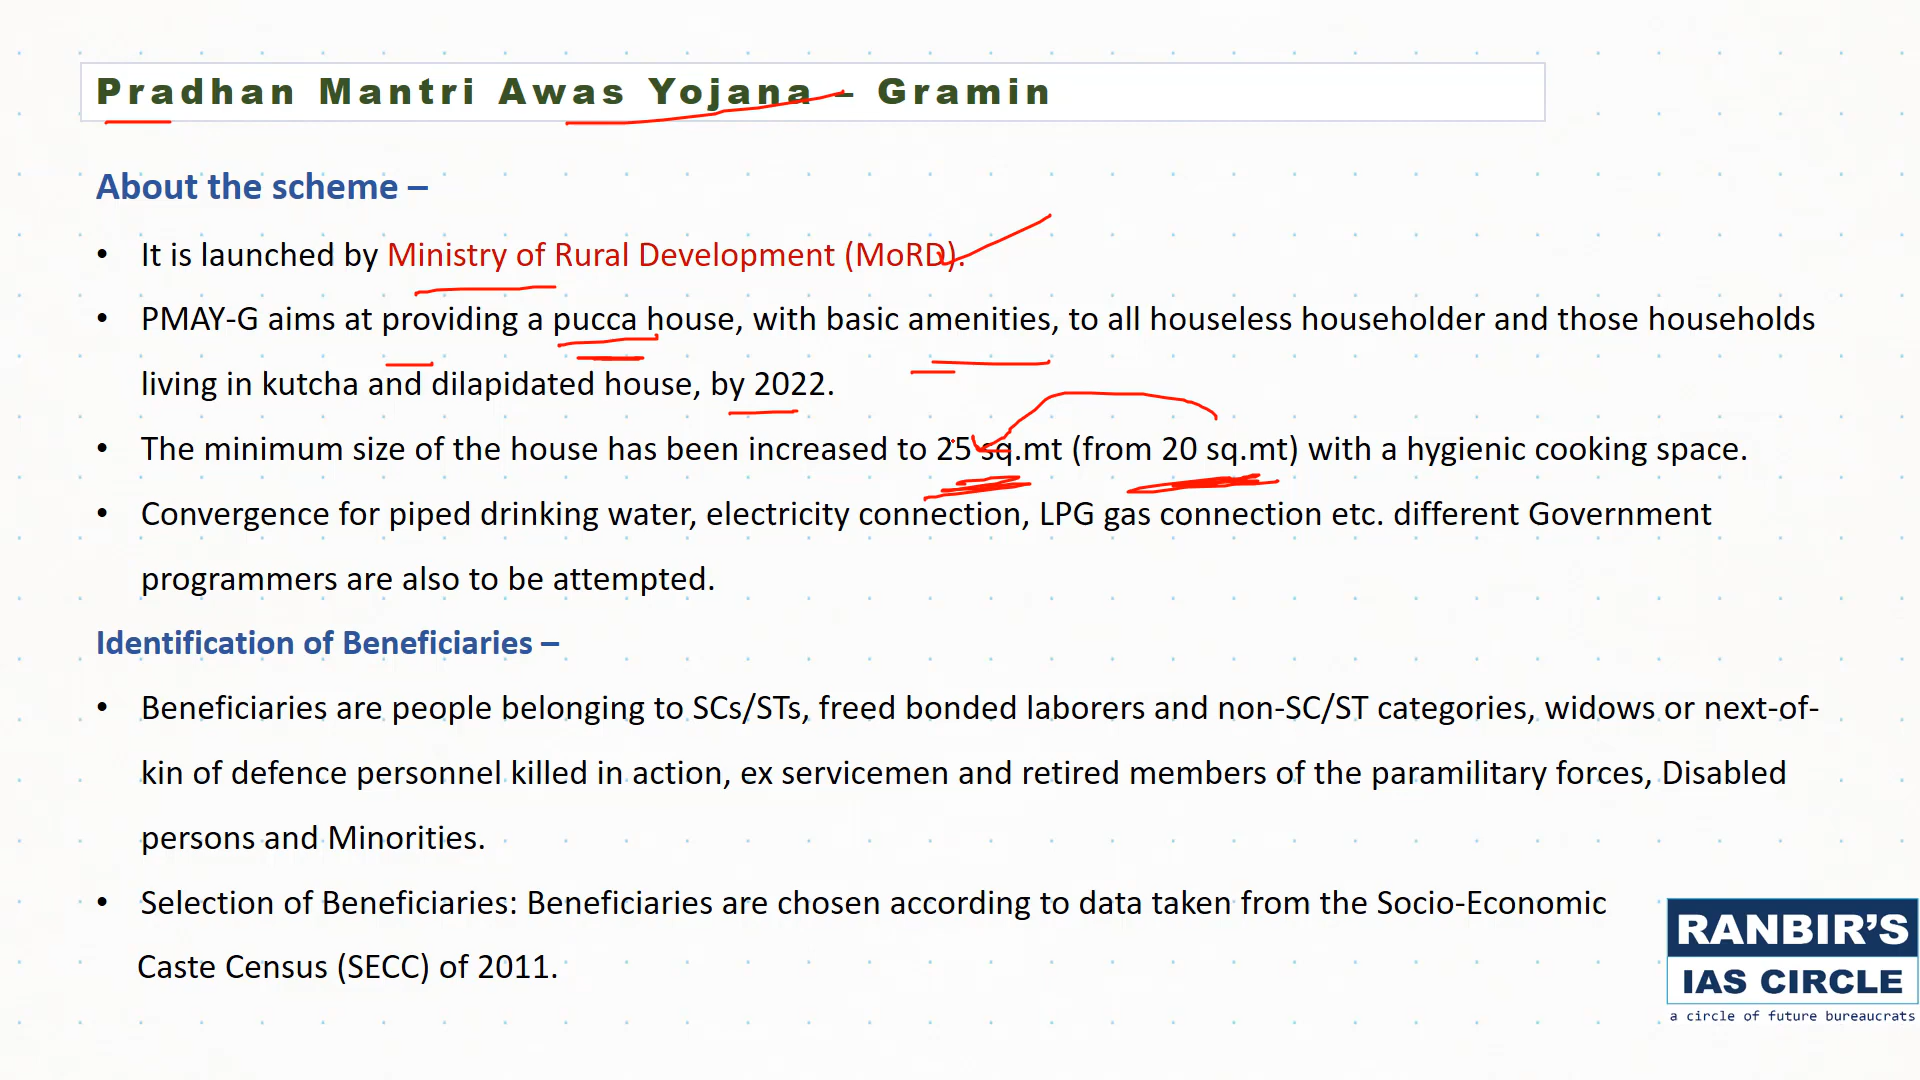 Pradhan Mantri Awas Yojana – Gramin
About the scheme –
• It is launched by Ministry of Rural Development (MoRD).
• PMAY-G aims at providing a pucca house, with basic amenities, to all houseless householder and those households
living in kutcha and dilapidated house, by 2022.
• The minimum size of the house has been increased to 25 sq.mt (from 20 sq.mt) with a hygienic cooking space.
• Convergence for piped drinking water, electricity connection, LPG gas connection etc. different Government
programmers are also to be attempted.
Identification of Beneficiaries –
• Beneficiaries are people belonging to SCs/STs, freed bonded laborers and non-SC/ST categories, widows or next-of-
kin of defence personnel killed in action, ex servicemen and retired members of the paramilitary forces, Disabled
persons and Minorities.
• Selection of Beneficiaries: Beneficiaries are chosen according to data taken from the Socio-Economic
Caste Census (SECC) of 2011.
RANBIR'S
IAS CIRCLE
a circle of future bureaucrats